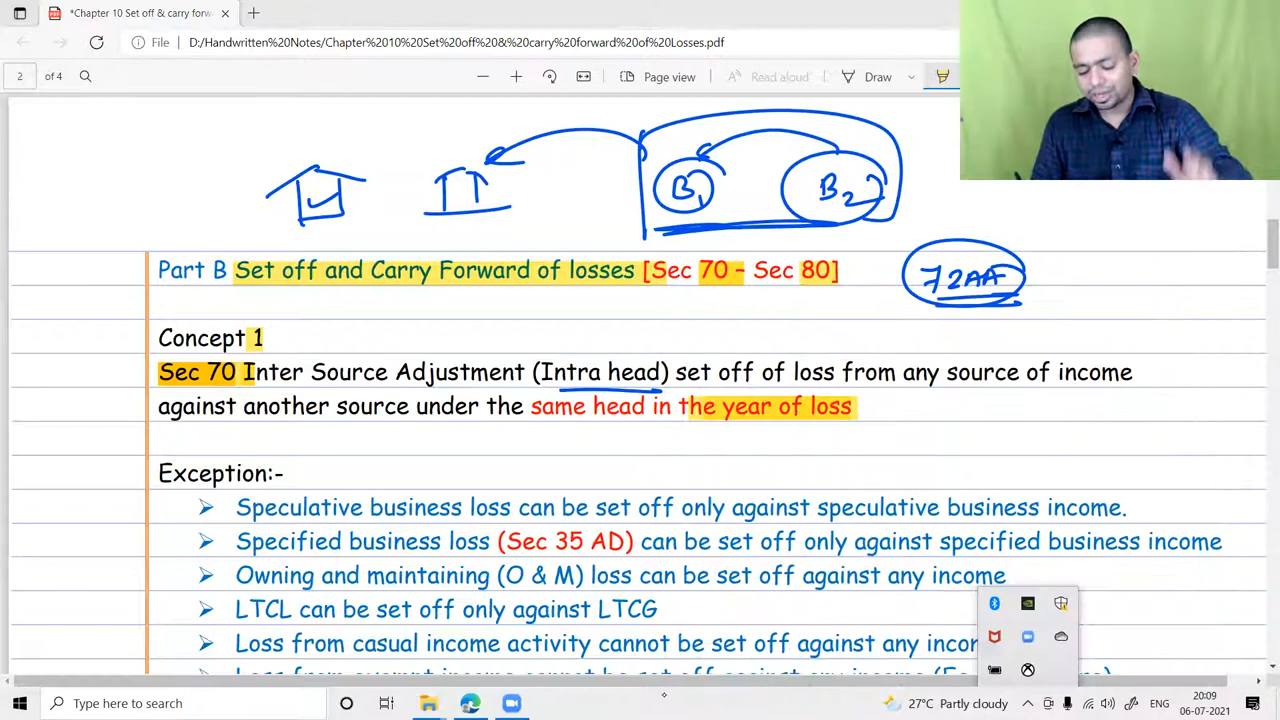 *Chapter 10 Set off & carry forw
File D:/Handwritten%20Notes/Chapter%2010%20Set%20off%20&%20carry%20forward%20of%20Losses.pdf
2 of 4 Page view Read aloud Draw
B1 B2
Part B Set off and Carry Forward of losses [Sec 70 – Sec 80] 72AA
Concept 1
Sec 70 Inter Source Adjustment (Intra head) set off of loss from any source of income
against another source under the same head in the year of loss
Exception:-
Speculative business loss can be set off only against speculative business income.
Specified business loss (Sec 35 AD) can be set off only against specified business income
Owning and maintaining (O & M) loss can be set off against any income
LTCL can be set off only against LTCG
Loss from casual income activity cannot be set off against any incom
Type here to search 27°C Partly cloudy ENG 20:09
06-07-2021